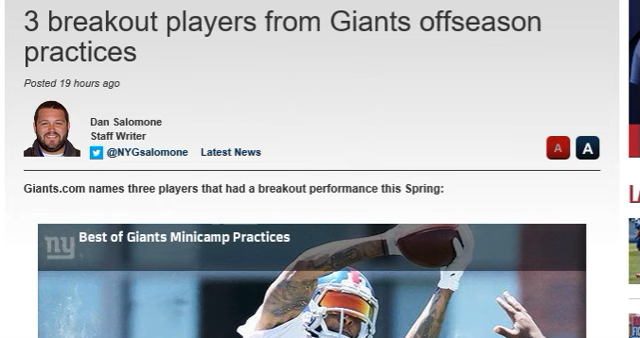 3 breakout players from Giants offseason
practices
Posted 19 hours ago
Dan Salomone
Staff Writer
@NYGsalomone Latest News
A A
Giants.com names three players that had a breakout performance this Spring:
ny Best of Giants Minicamp Practices